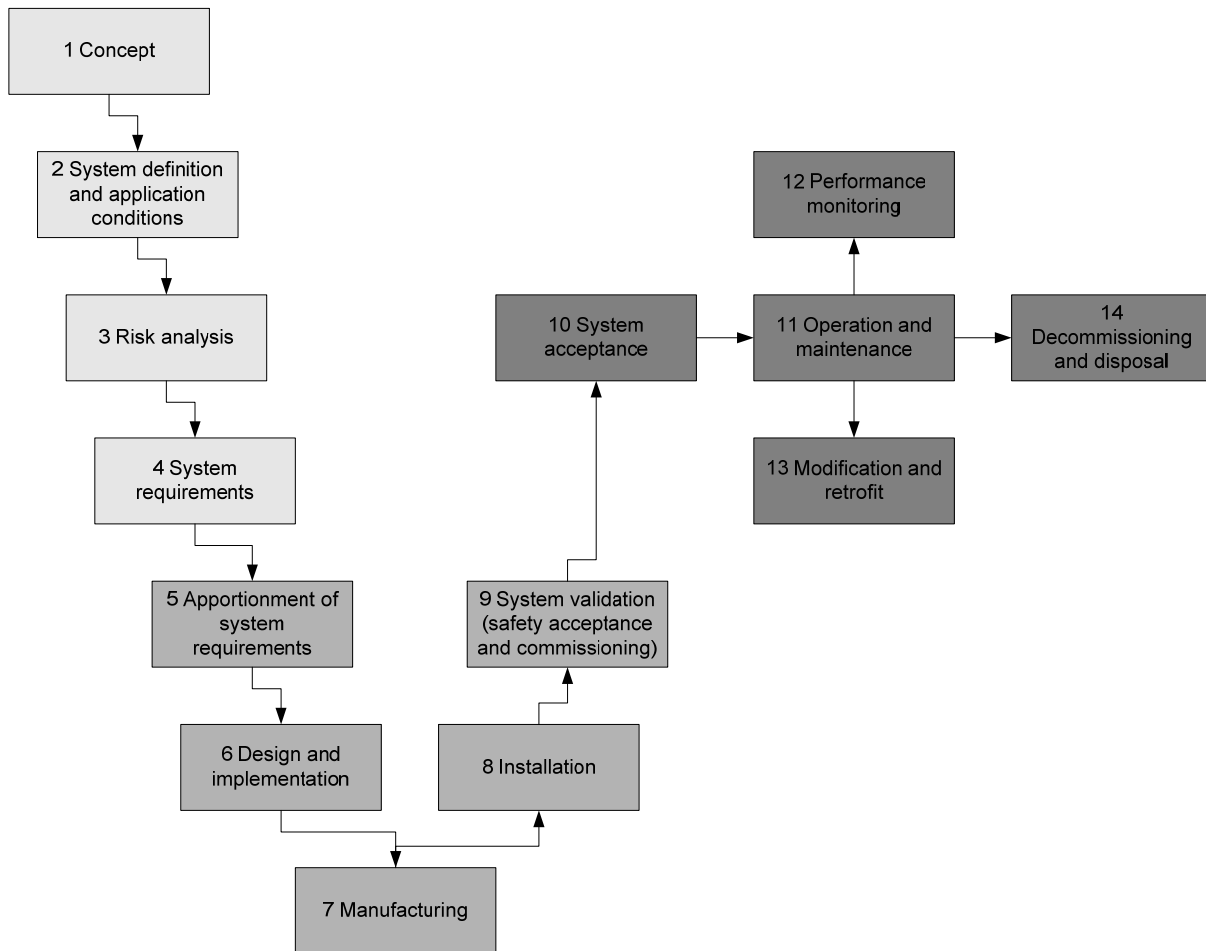 1 Concept
2 System definition
and application
conditions
3 Risk analysis
4 System
requirements
5 Apportionment of
system
requirements
6 Design and
implementation
7 Manufacturing
8 Installation
9 System validation
(safety acceptance
and commissioning)
10 System
acceptance
11 Operation and
maintenance
12 Performance
monitoring
13 Modification and
retrofit
14
Decommissioning
and disposal